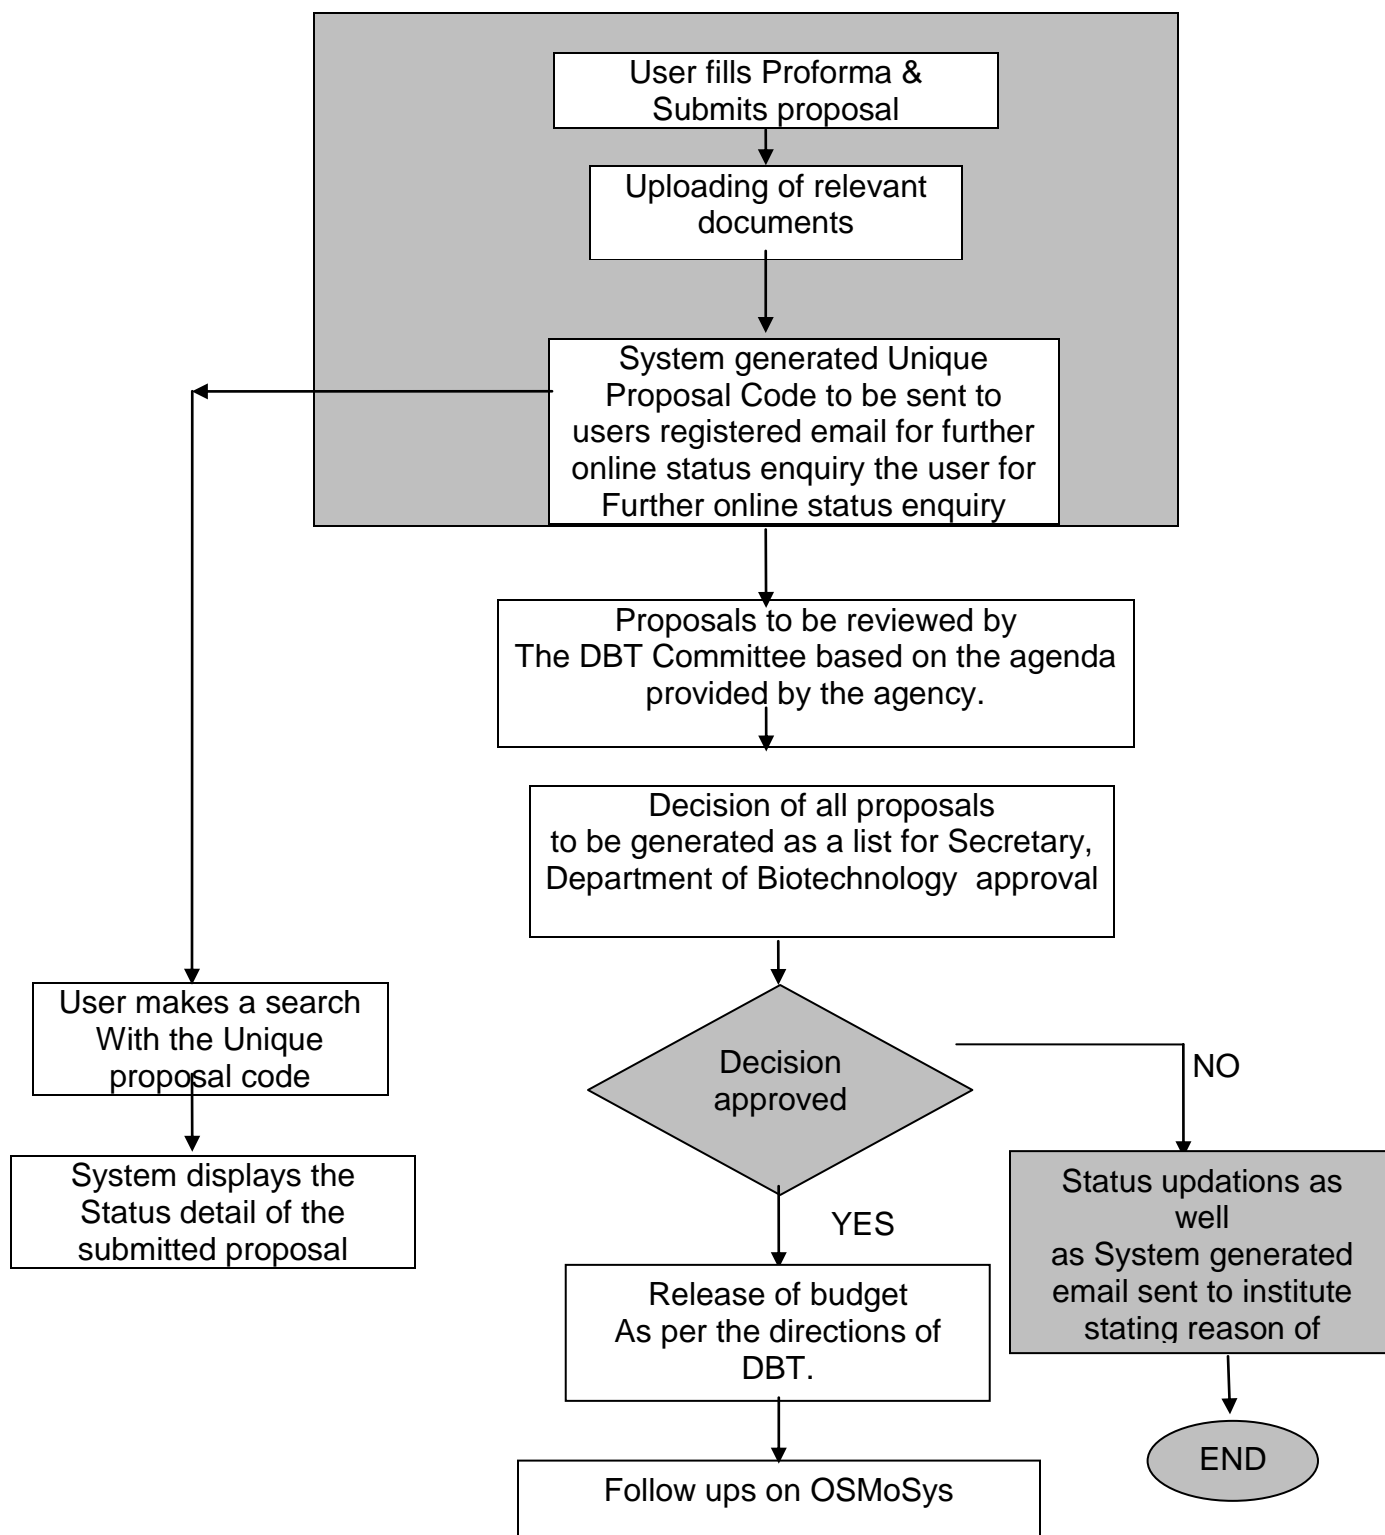 User fills Proforma &
Submits proposal
Uploading of relevant
documents
System generated Unique
Proposal Code to be sent to
users registered email for further
online status enquiry the user for
Further online status enquiry
Proposals to be reviewed by
The DBT Committee based on the agenda
provided by the agency.
Decision of all proposals
to be generated as a list for Secretary,
Department of Biotechnology approval
User makes a search
With the Unique
proposal code
System displays the
Status detail of the
submitted proposal
Decision
approved
NO
YES
Status updations as
well
as System generated
email sent to institute
stating reason of
Release of budget
As per the directions of
DBT.
END
Follow ups on OSMoSys